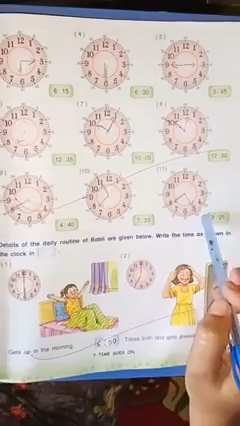 (4)
(5)
6 : 15
6 : 30
3 : 45
(7)
(8)
12 : 35
10 : 05
12 : 50
(10)
(11)
4 : 40
7 : 55
: 25
Details of the daily routine of Babli are given below. Write the time as shown in
the clock in
(1)
(2)
Gets up in the morning.
6 : 00
Takes bath and gets dressed
7 TIME GOES ON